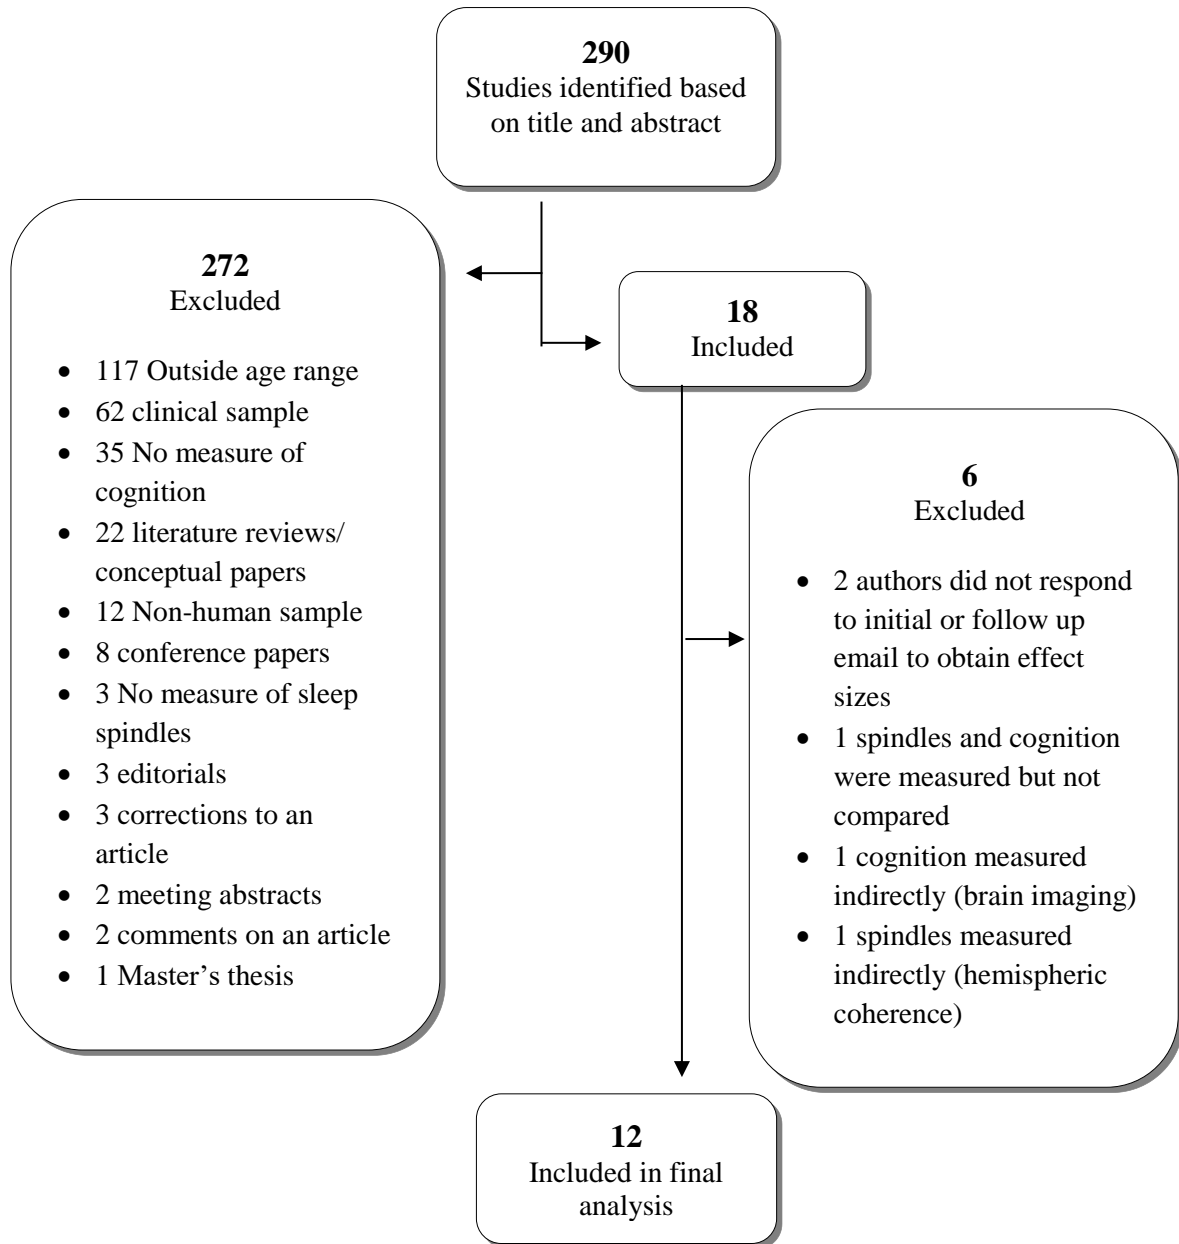 290
Studies identified based
on title and abstract
272
Excluded
• 117 Outside age range
• 62 clinical sample
• 35 No measure of
cognition
• 22 literature reviews/
conceptual papers
• 12 Non-human sample
• 8 conference papers
• 3 No measure of sleep
spindles
• 3 editorials
• 3 corrections to an
article
• 2 meeting abstracts
• 2 comments on an article
• 1 Master’s thesis
18
Included
6
Excluded
• 2 authors did not respond
to initial or follow up
email to obtain effect
sizes
• 1 spindles and cognition
were measured but not
compared
• 1 cognition measured
indirectly (brain imaging)
• 1 spindles measured
indirectly (hemispheric
coherence)
12
Included in final
analysis